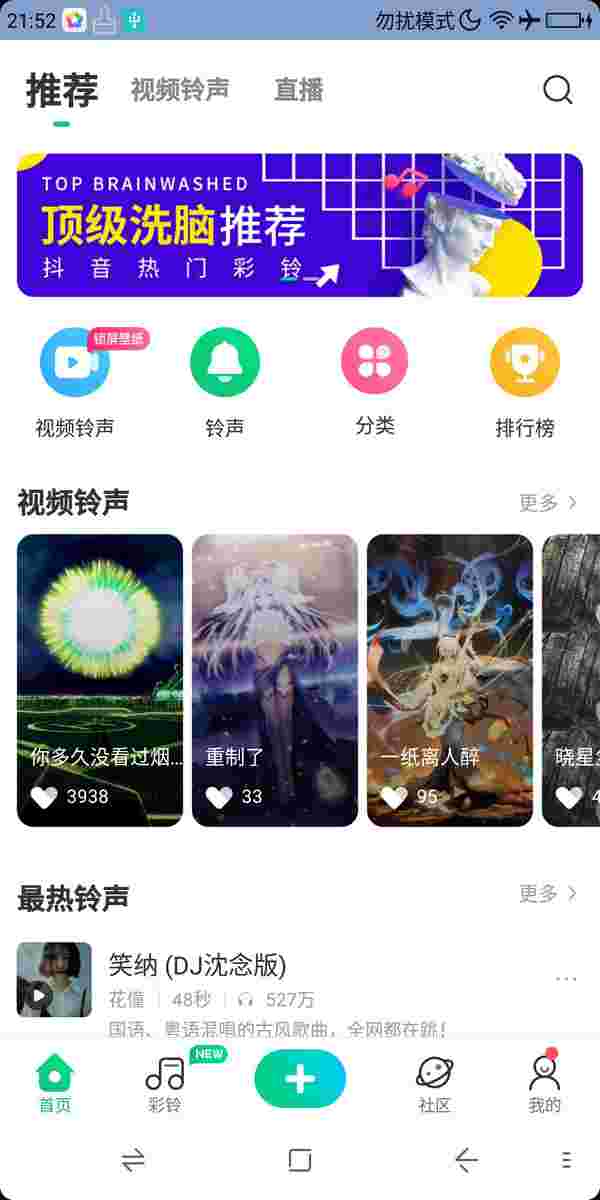 21:52
勿扰模式
推荐
视频铃声
直播
TOP BRAINWASHED
顶级洗脑推荐
抖音热门彩铃
锁屏壁纸
视频铃声
铃声
分类
排行榜
视频铃声
更多
你多久没看过烟...
重制了
一纸离人醉
3938
33
95
最热铃声
更多
笑纳 (DJ沈念版)
花僮
48秒
527万
国语、粤语混唱的古风歌曲，全网都在跳！
NEW
首页
彩铃
社区
我的